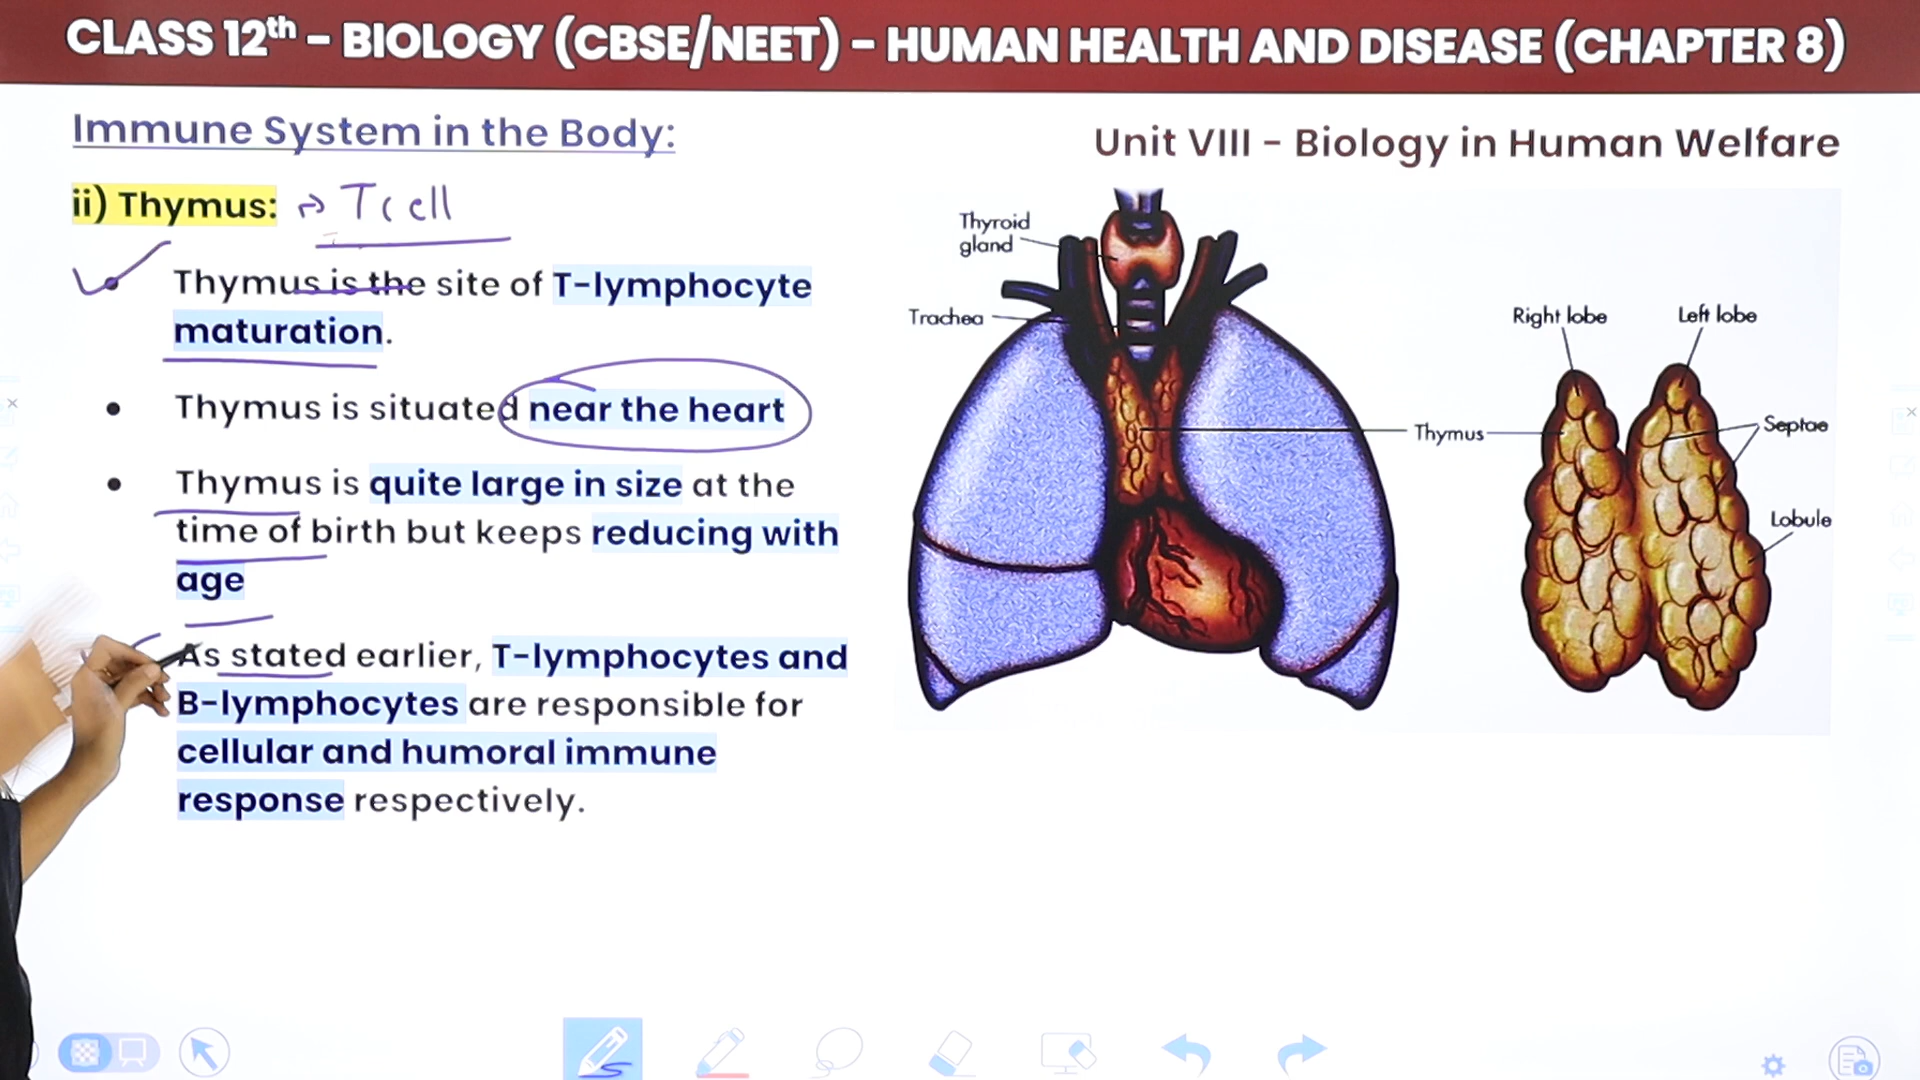 CLASS 12th – BIOLOGY (CBSE/NEET) – HUMAN HEALTH AND DISEASE (CHAPTER 8)
Immune System in the Body:
Unit VIII – Biology in Human Welfare
ii) Thymus: → T cell
Thymus is the site of T-lymphocyte
maturation.
• Thymus is situated near the heart
• Thymus is quite large in size at the
time of birth but keeps reducing with
age
As stated earlier, T-lymphocytes and
B-lymphocytes are responsible for
cellular and humoral immune
response respectively.
Thyroid
gland
Trachea
Thymus
Right lobe
Left lobe
Septae
Lobule